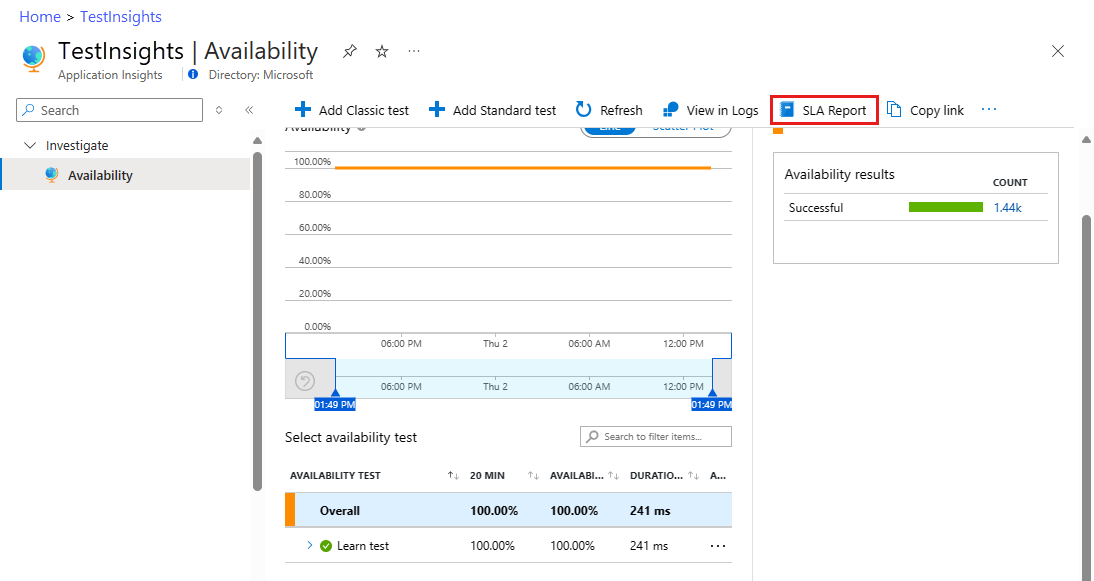 Home > TestInsights
TestInsights | Availability ...
Application Insights Directory: Microsoft
Search
Add Classic test Add Standard test Refresh View in Logs SLA Report Copy link ...
Investigate
Availability
Availability
Line Scatter Plot
100.00%
80.00%
60.00%
40.00%
20.00%
0.00%
06:00 PM Thu 2 06:00 AM 12:00 PM
06:00 PM Thu 2 06:00 AM 12:00 PM
01:49 PM 01:49 PM
Select availability test
Search to filter items...
AVAILABILITY TEST 20 MIN AVAILABI... DURATIO... A...
Overall 100.00% 100.00% 241 ms
Learn test 100.00% 100.00% 241 ms ...
Availability results
COUNT
Successful 1.44k